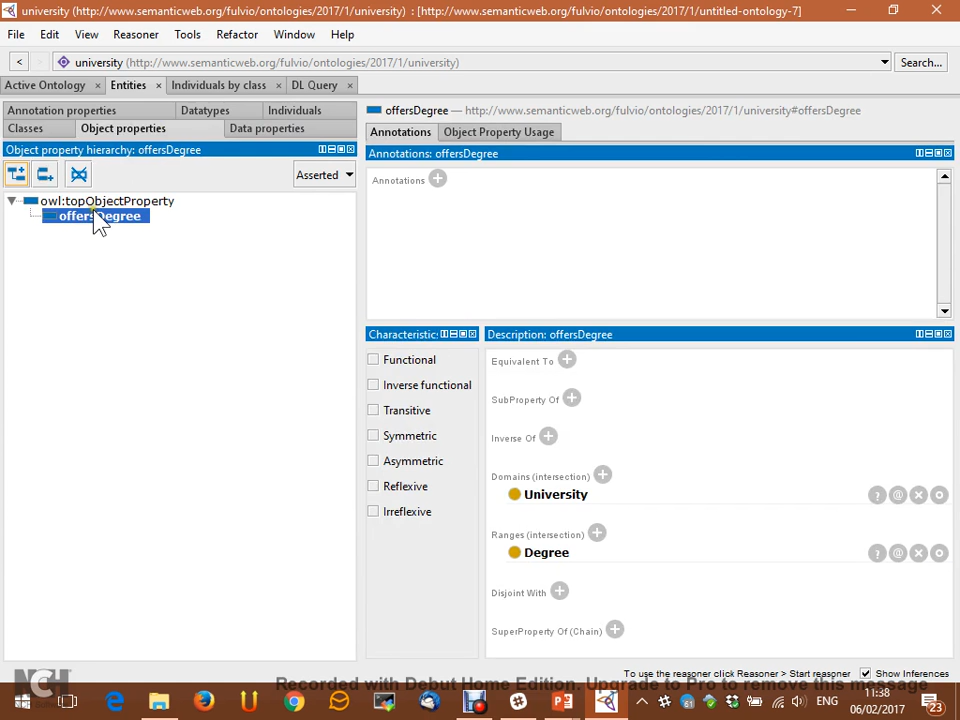 university (http://www.semanticweb.org/fulvio/ontologies/2017/1/university) : [http://www.semanticweb.org/fulvio/ontologies/2017/1/untitled-ontology-7]
File Edit View Reasoner Tools Refactor Window Help
< > university (http://www.semanticweb.org/fulvio/ontologies/2017/1/university) Search...
Active Ontology × Entities × Individuals by class × DL Query ×
Annotation properties Datatypes Individuals
Classes Object properties Data properties
Object property hierarchy: offersDegree
Asserted
owl:topObjectProperty
offersDegree
offersDegree — http://www.semanticweb.org/fulvio/ontologies/2017/1/university#offersDegree
Annotations Object Property Usage
Annotations: offersDegree
Annotations
Characteristic:
Functional
Inverse functional
Transitive
Symmetric
Asymmetric
Reflexive
Irreflexive
Description: offersDegree
Equivalent To
SubProperty Of
Inverse Of
Domains (intersection)
University
Ranges (intersection)
Degree
Disjoint With
SuperProperty Of (Chain)
To use the reasoner click Reasoner > Start reasoner Show Inferences
NCH
Recorded with Debut Home Edition. Upgrade to Pro to remove this message
61 ENG 11:38
06/02/2017 23